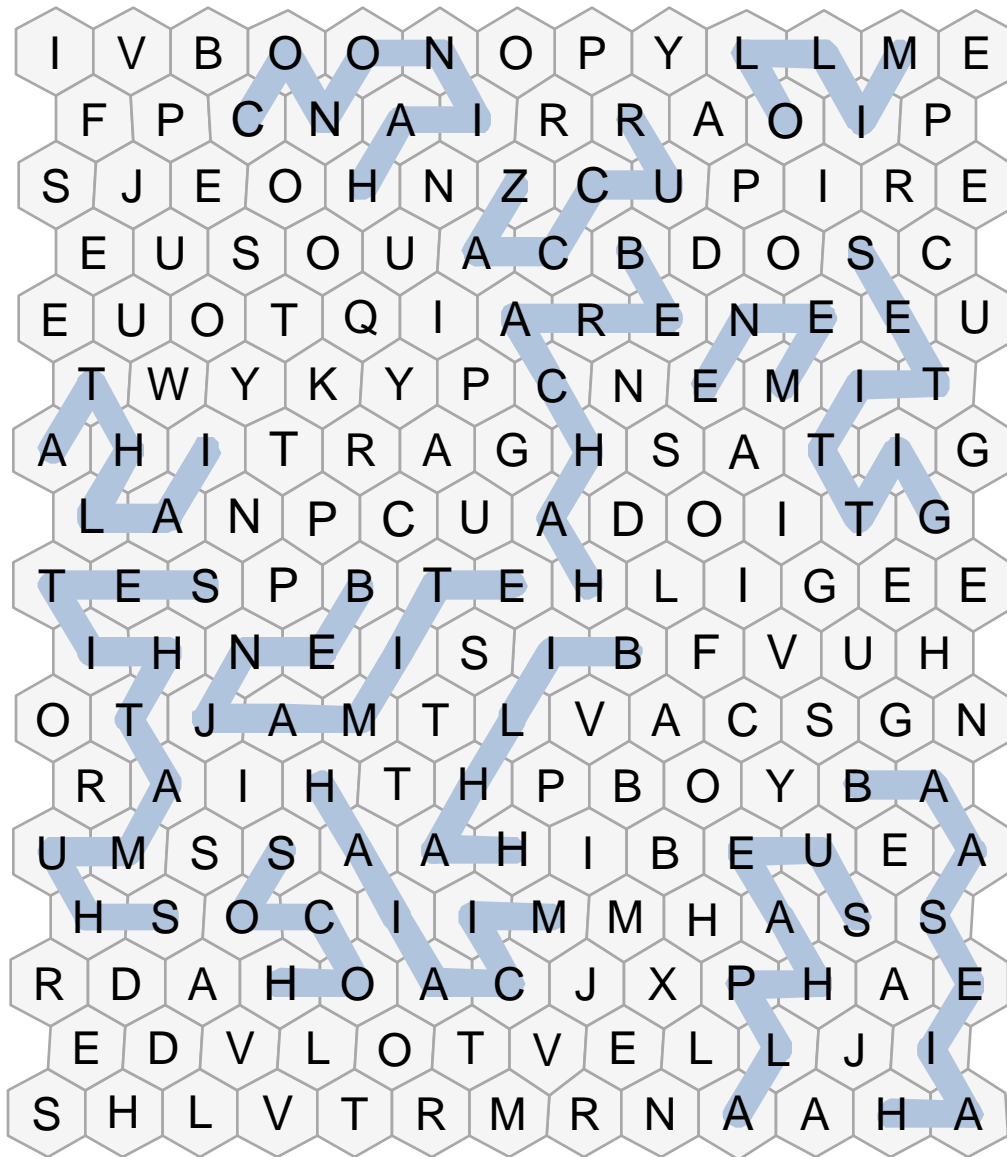 I V B O O N O P Y L L M E
F P C N A I R R A O I P
S J E O H N Z C U P I R E
E U S O U A C B D O S C
E U O T Q I A R E N E E U
T W Y K Y P C N E M I T
A H I T R A G H S A T I G
L A N P C U A D O I T G
T E S P B T E H L I G E E
I H N E I S I B F V U H
O T J A M T L V A C S G N
R A I H T H P B O Y B A
U M S S A A H I B E U E A
H S O C I I M M H A S S
R D A H O A C J X P H A E
E D V L O T V E L L J I
S H L V T R M R N A A H A